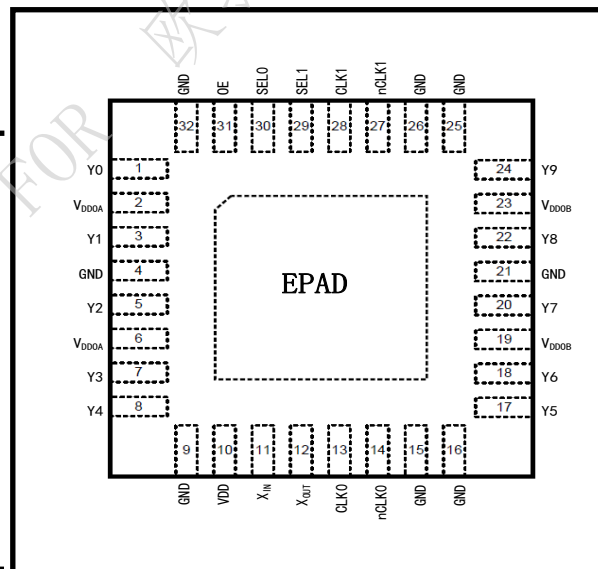 FOR 欧
GND OE SEL0 SEL1 CLK1 nCLK1 GND GND
32 31 30 29 28 27 26 25
Y0 1 24 Y9
VDDOA 2 23 VDDOB
Y1 3 22 Y8
GND 4 21 GND
EPAD
Y2 5 20 Y7
VDDOA 6 19 VDDOB
Y3 7 18 Y6
Y4 8 17 Y5
9 10 11 12 13 14 15 16
GND VDD XIN XOUT CLK0 nCLK0 GND GND